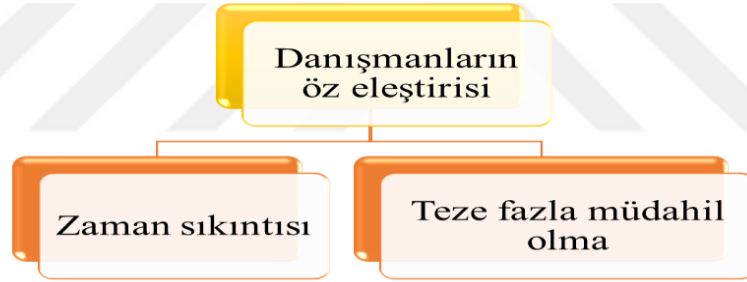 Danışmanların
öz eleştirisi
Zaman sıkıntısı
Teze fazla müdahil
olma